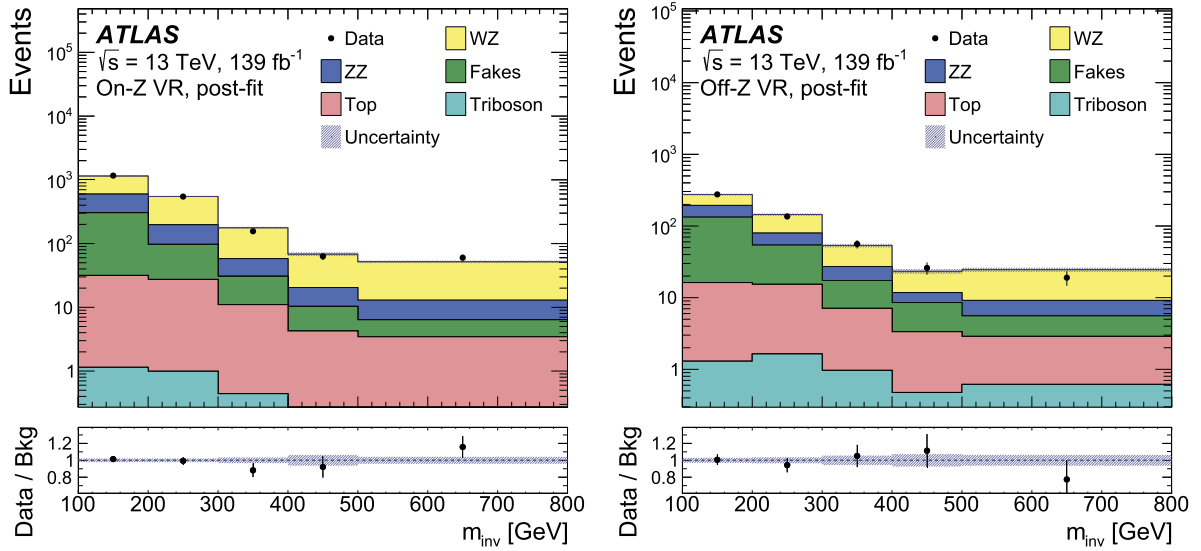 Events
10⁵
10⁴
10³
10²
10
1
ATLAS
√s = 13 TeV, 139 fb⁻¹
On-Z VR, post-fit
Data
WZ
ZZ
Fakes
Top
Triboson
Uncertainty
Data / Bkg
1.2
1
0.8
100 200 300 400 500 600 700 800
m_inv [GeV]
Events
10⁵
10⁴
10³
10²
10
1
ATLAS
√s = 13 TeV, 139 fb⁻¹
Off-Z VR, post-fit
Data
WZ
ZZ
Fakes
Top
Triboson
Uncertainty
Data / Bkg
1.2
1
0.8
100 200 300 400 500 600 700 800
m_inv [GeV]